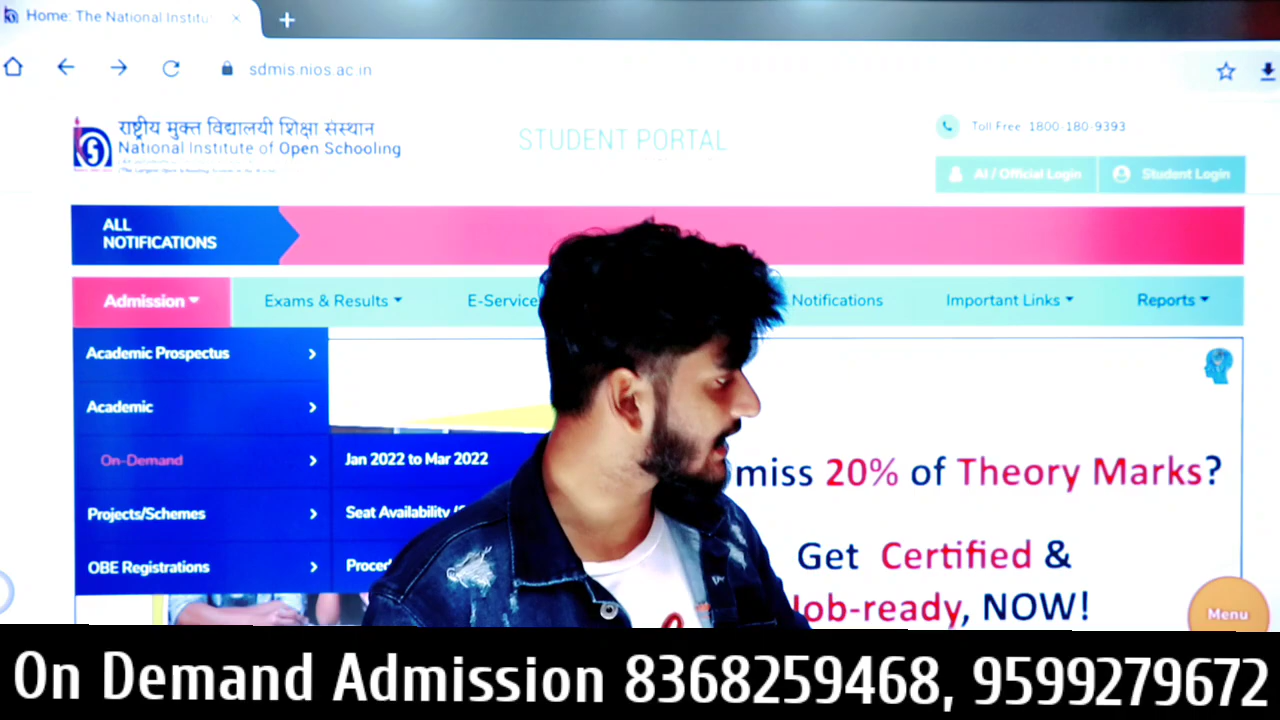 Home: The National Institu
sdmis.nios.ac.in
राष्ट्रीय मुक्त विद्यालयी शिक्षा संस्थान
National Institute of Open Schooling
STUDENT PORTAL
Toll Free: 1800-180-9393
AI / Official Login
Student Login
ALL
NOTIFICATIONS
Admission
Exams & Results
E-Service
Notifications
Important Links
Reports
Academic Prospectus
Academic
On-Demand
Projects/Schemes
OBE Registrations
Jan 2022 to Mar 2022
Seat Availability
miss 20% of Theory Marks?
Get Certified &
Job-ready, NOW!
Menu
On Demand Admission 8368259468, 9599279672